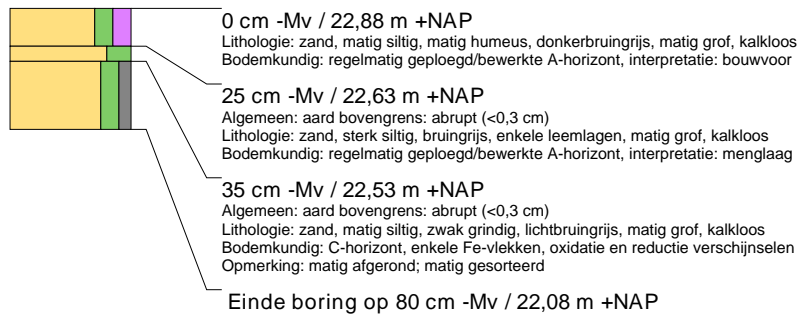 0 cm -Mv / 22,88 m +NAP
Lithologie: zand, matig siltig, matig humeus, donkerbruingrijs, matig grof, kalkloos
Bodemkundig: regelmatig geploegd/bewerkte A-horizont, interpretatie: bouwvoor
25 cm -Mv / 22,63 m +NAP
Algemeen: aard bovengrens: abrupt (<0,3 cm)
Lithologie: zand, sterk siltig, bruingrijs, enkele leemlagen, matig grof, kalkloos
Bodemkundig: regelmatig geploegd/bewerkte A-horizont, interpretatie: menglaag
35 cm -Mv / 22,53 m +NAP
Algemeen: aard bovengrens: abrupt (<0,3 cm)
Lithologie: zand, matig siltig, zwak grindig, lichtbruingrijs, matig grof, kalkloos
Bodemkundig: C-horizont, enkele Fe-vlekken, oxidatie en reductie verschijnselen
Opmerking: matig afgerond; matig gesorteerd
Einde boring op 80 cm -Mv / 22,08 m +NAP